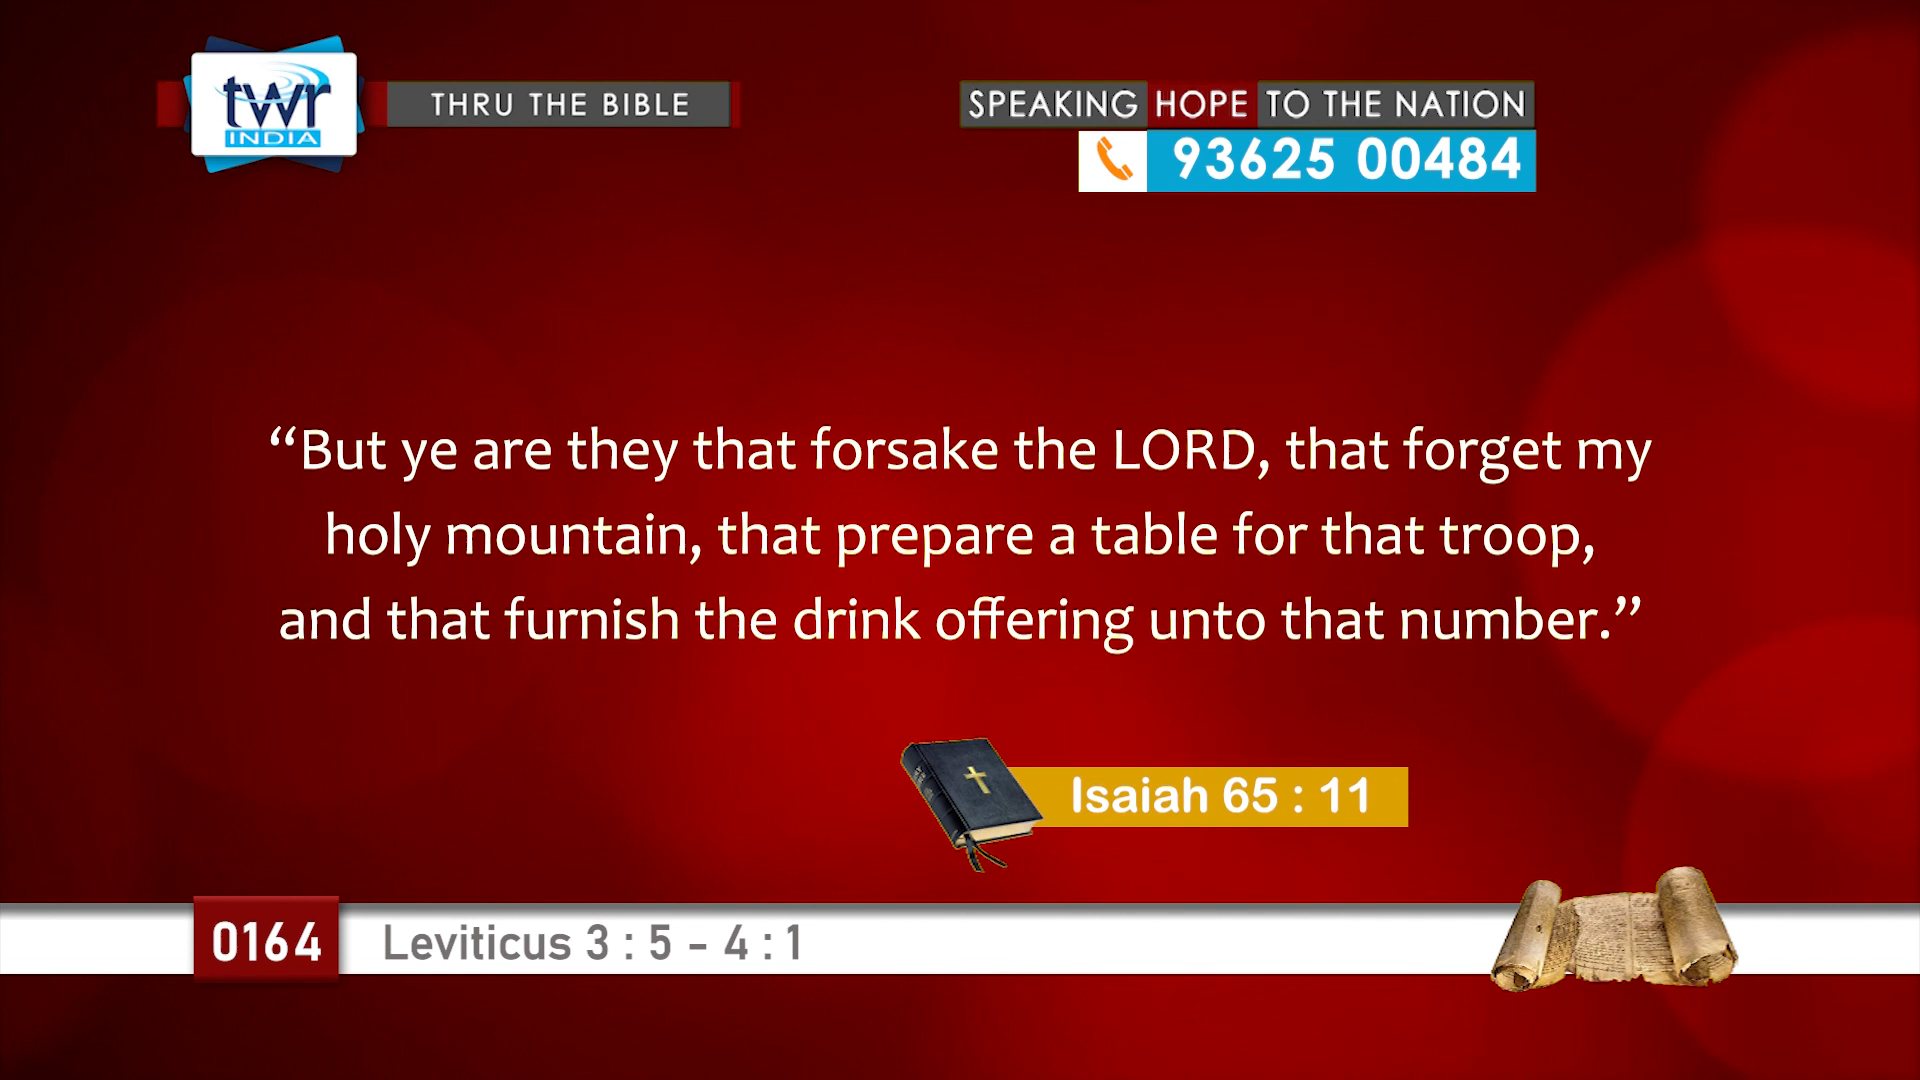 twr
INDIA
THRU THE BIBLE
SPEAKING HOPE TO THE NATION
93625 00484
“But ye are they that forsake the LORD, that forget my
holy mountain, that prepare a table for that troop,
and that furnish the drink offering unto that number.”
Isaiah 65 : 11
0164
Leviticus 3 : 5 - 4 : 1